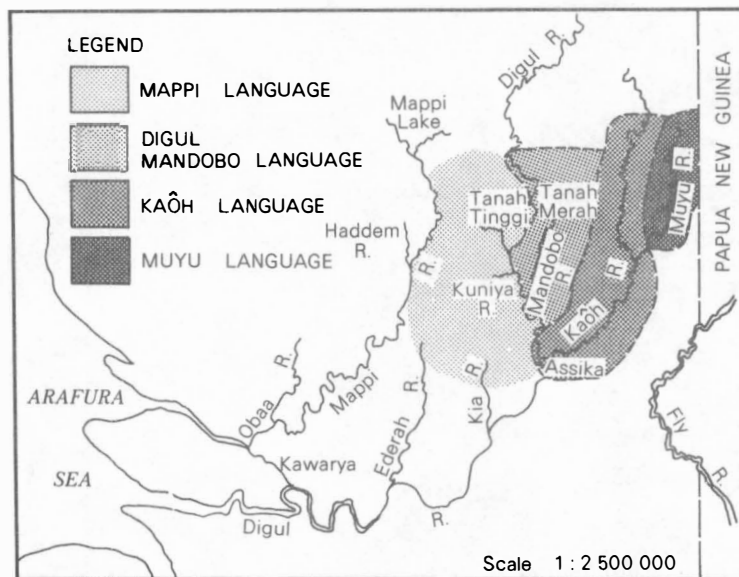 LEGEND
MAPPI LANGUAGE
DIGUL
MANDOBO LANGUAGE
KAÔH LANGUAGE
MUYU LANGUAGE
Digul R.
Mappi
Lake
PAPUA NEW GUINEA
Muyu R.
Tanah
Tinggi
Tanah
Merah
Haddem
R.
R.
Mandobo
R.
R.
Kuniya
R.
Kaôh
Assika
ARAFURA
SEA
Obaa R.
Mappi
Ederah R.
Kia R.
Fly
R.
Kawarya
Digul
R.
Scale 1 : 2 500 000